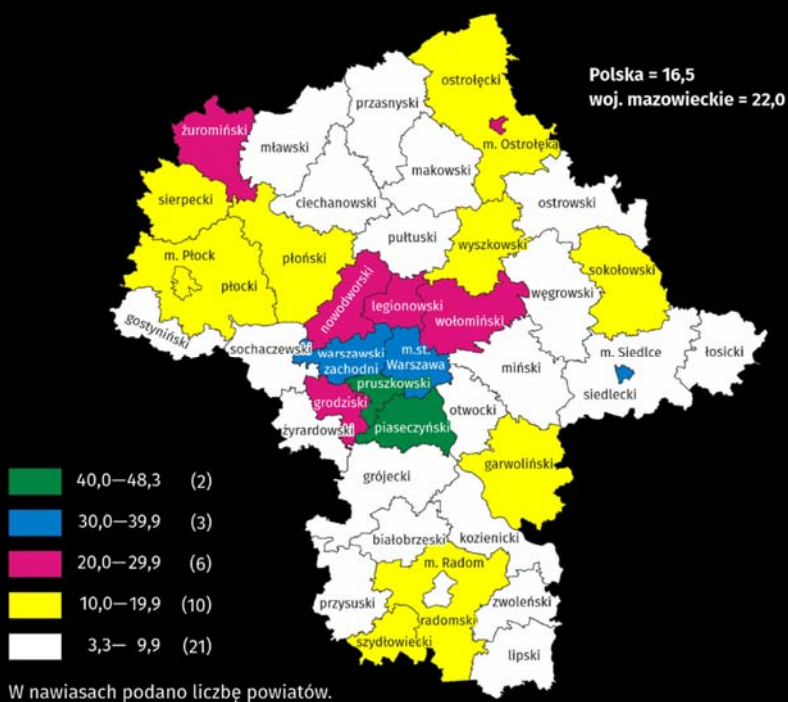 ostrołęcki
Polska = 16,5
woj. mazowieckie = 22,0
przasnyski
żuromiński
mławski
m. Ostrołęka
makowski
ciechanowski
sierpecki
ostrowski
pułtuski
wyszkowski
m. Płock
płoński
sokołowski
płocki
nowodworski
legionowski
wołomiński
węgrowski
gostyniński
sochaczewski
warszawski
zachodni
m.st.
Warszawa
m. Siedlce
łosicki
miński
siedlecki
pruszkowski
grodziski
otwocki
piaseczyński
żyrardowski
garwoliński
grójecki
40,0—48,3 (2)
30,0—39,9 (3)
20,0—29,9 (6)
10,0—19,9 (10)
3,3— 9,9 (21)
białobrzeski
kozienicki
m. Radom
przysuski
zwoleński
radomski
szydłowiecki
lipski
W nawiasach podano liczbę powiatów.